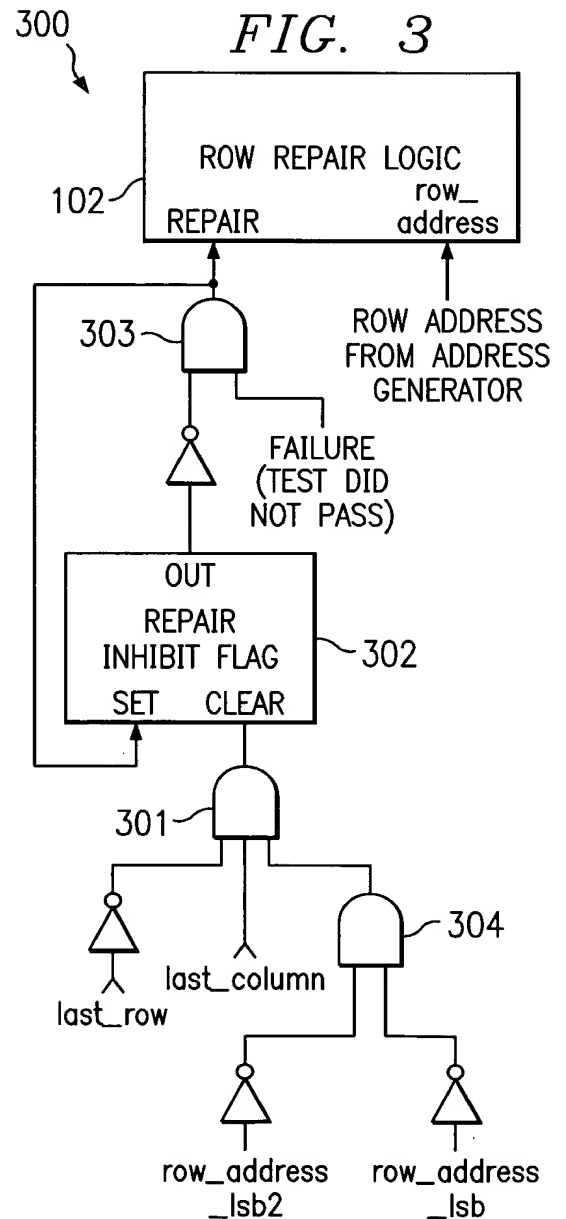 300
FIG. 3
ROW REPAIR LOGIC
102
REPAIR
row_
address
303
ROW ADDRESS
FROM ADDRESS
GENERATOR
FAILURE
(TEST DID
NOT PASS)
OUT
REPAIR
INHIBIT FLAG
302
SET CLEAR
301
304
last_row
last_column
row_address
_lsb2
row_address
_lsb